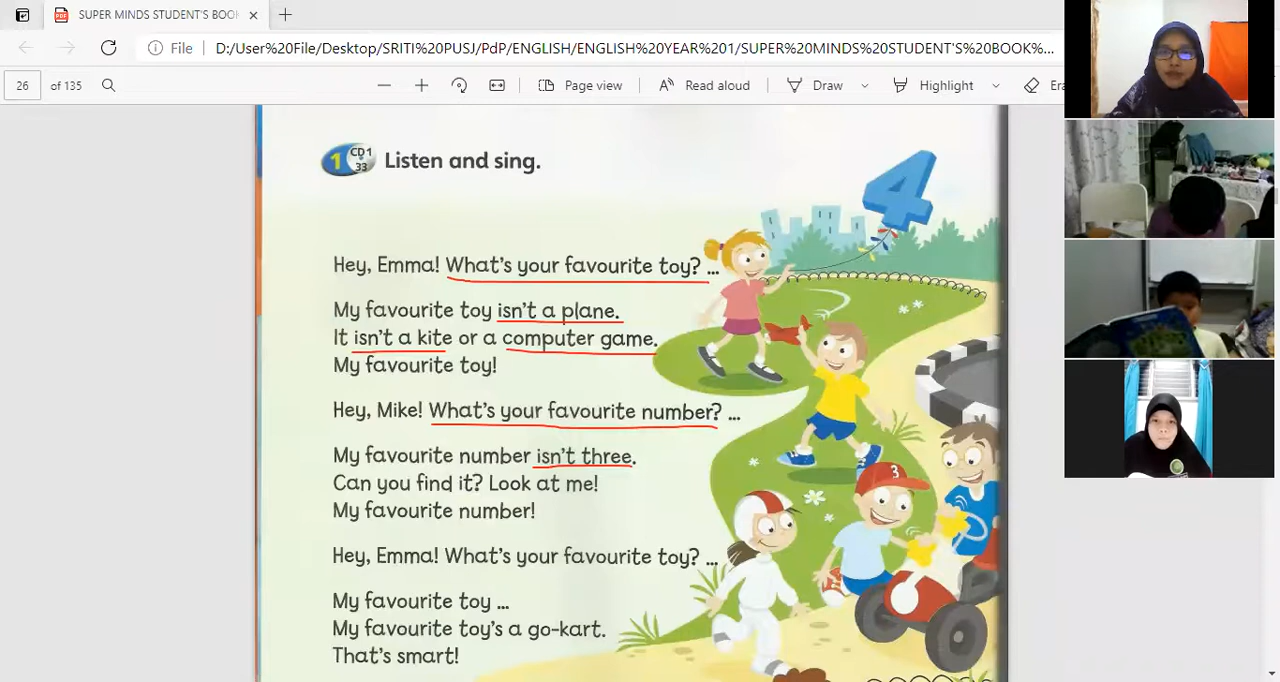 SUPER MINDS STUDENT'S BOO
File D:/User%20File/Desktop/SRITI%20PUSJ/PdP/ENGLISH/ENGLISH%20YEAR%201/SUPER%20MINDS%20STUDENT'S%20BOOK%...
26 of 135 Page view Read aloud Draw Highlight Era
1 CD1 33 Listen and sing.
4
Hey, Emma! What's your favourite toy? ...
My favourite toy isn't a plane.
It isn't a kite or a computer game.
My favourite toy!
Hey, Mike! What's your favourite number? ...
My favourite number isn't three.
Can you find it? Look at me!
My favourite number!
3
Hey, Emma! What's your favourite toy? ...
My favourite toy ...
My favourite toy's a go-kart.
That's smart!